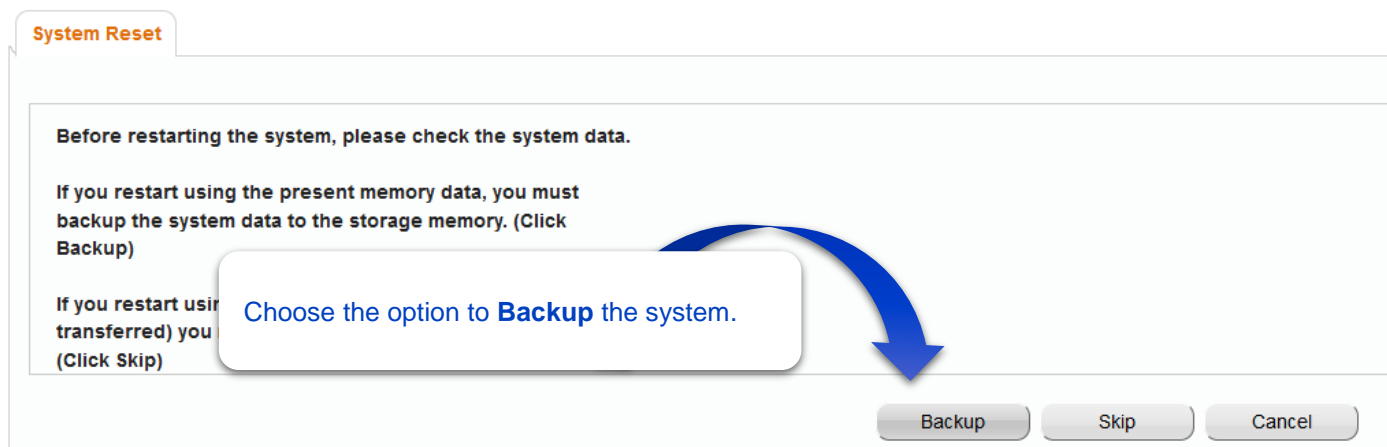 System Reset
Before restarting the system, please check the system data.
If you restart using the present memory data, you must
backup the system data to the storage memory. (Click
Backup)
If you restart
transferred) you
(Click Skip)
Choose the option to Backup the system.
Backup
Skip
Cancel